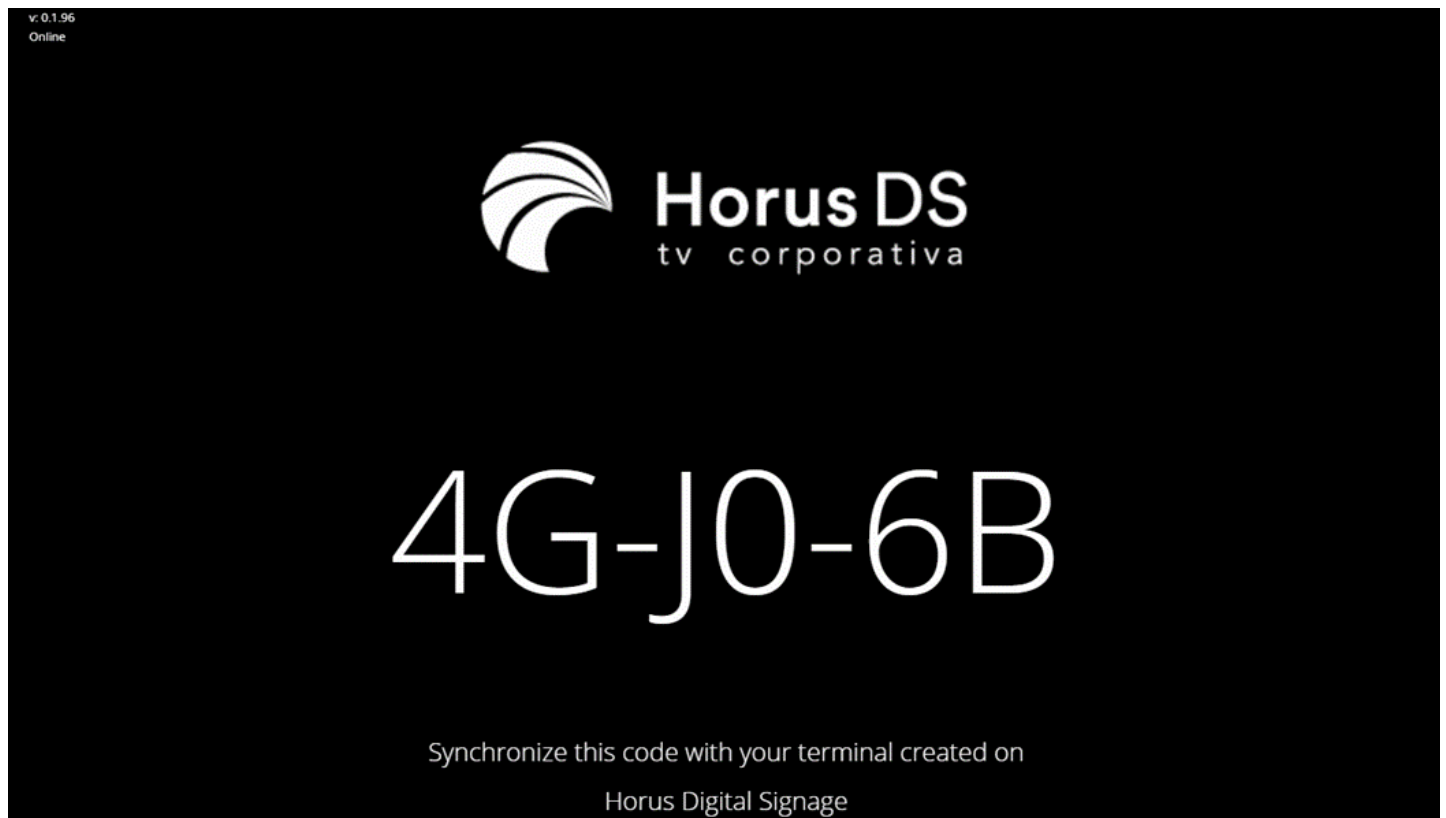 v: 0.1.96
Online
Horus DS
tv corporativa
4G-J0-6B
Synchronize this code with your terminal created on
Horus Digital Signage